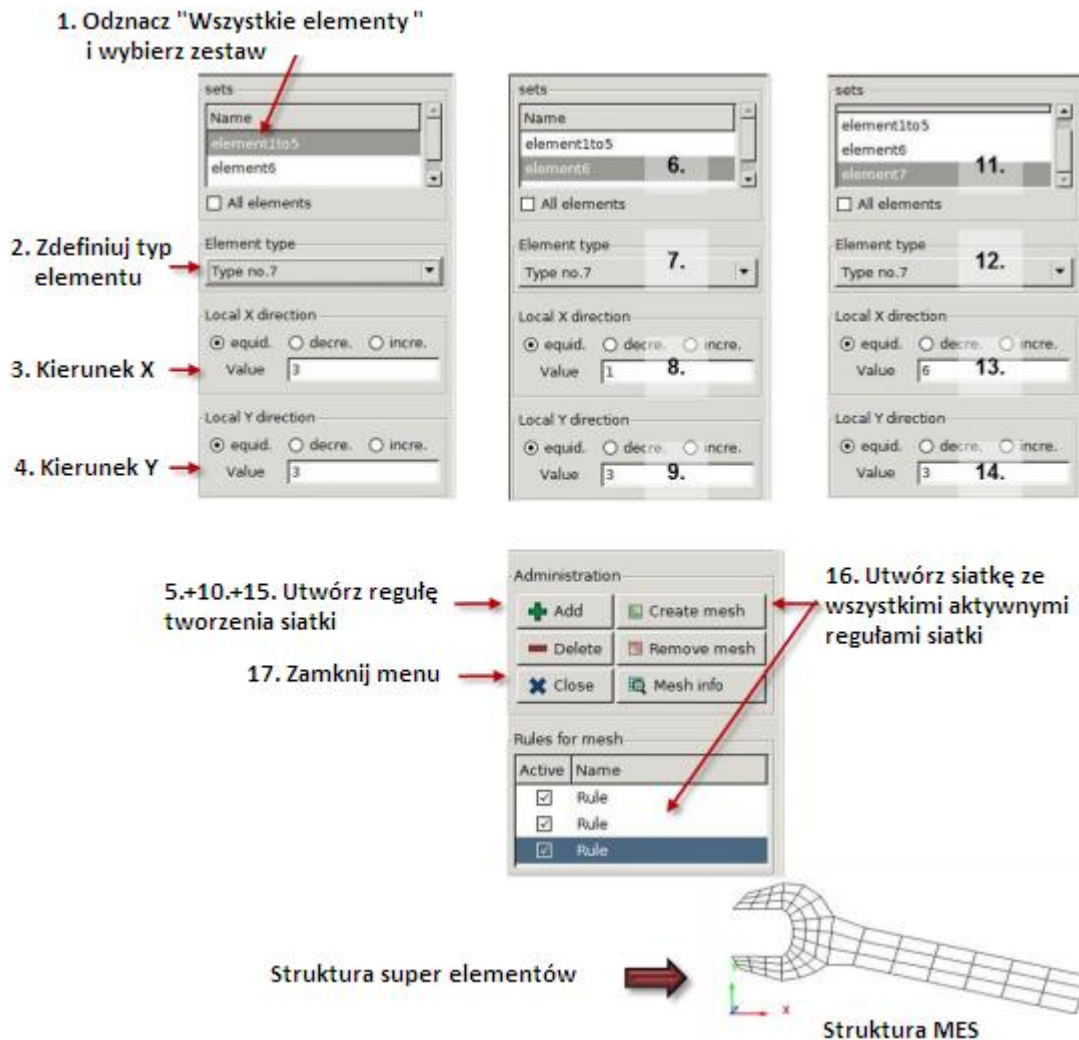 1. Odznacz "Wszystkie elementy "
i wybierz zestaw
sets
Name
element1to5
element6
All elements
2. Zdefiniuj typ
elementu
Element type
Type no.7
Local X direction
equid. decre. incre.
3. Kierunek X
Value 3
Local Y direction
equid. decre. incre.
4. Kierunek Y
Value 3
sets
Name
element1to5
element6 6.
All elements
Element type
Type no.7 7.
Local X direction
equid. decre. incre.
Value 1 8.
Local Y direction
equid. decre. incre.
Value 3 9.
sets
element1to5
element6
element7 11.
All elements
Element type
Type no.7 12.
Local X direction
equid. decre. incre.
Value 6 13.
Local Y direction
equid. decre. incre.
Value 3 14.
5.+10.+15. Utwórz regułę
tworzenia siatki
17. Zamknij menu
Administration
Add Create mesh
Delete Remove mesh
Close Mesh info
16. Utwórz siatkę ze
wszystkimi aktywnymi
regułami siatki
Rules for mesh
Active Name
Rule
Rule
Rule
Struktura super elementów
Y
Z X
Struktura MES